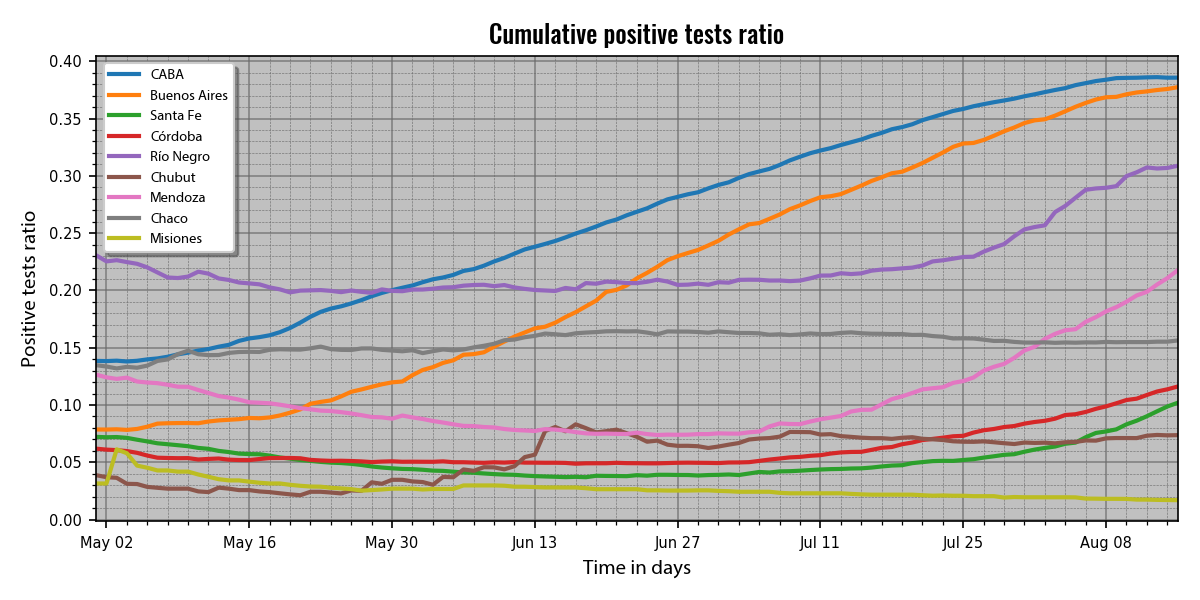 Cumulative positive tests ratio
0.40
0.35
0.30
0.25
0.20
0.15
0.10
0.05
0.00
Positive tests ratio
CABA
Buenos Aires
Santa Fe
Córdoba
Río Negro
Chubut
Mendoza
Chaco
Misiones
May 02 May 16 May 30 Jun 13 Jun 27 Jul 11 Jul 25 Aug 08
Time in days